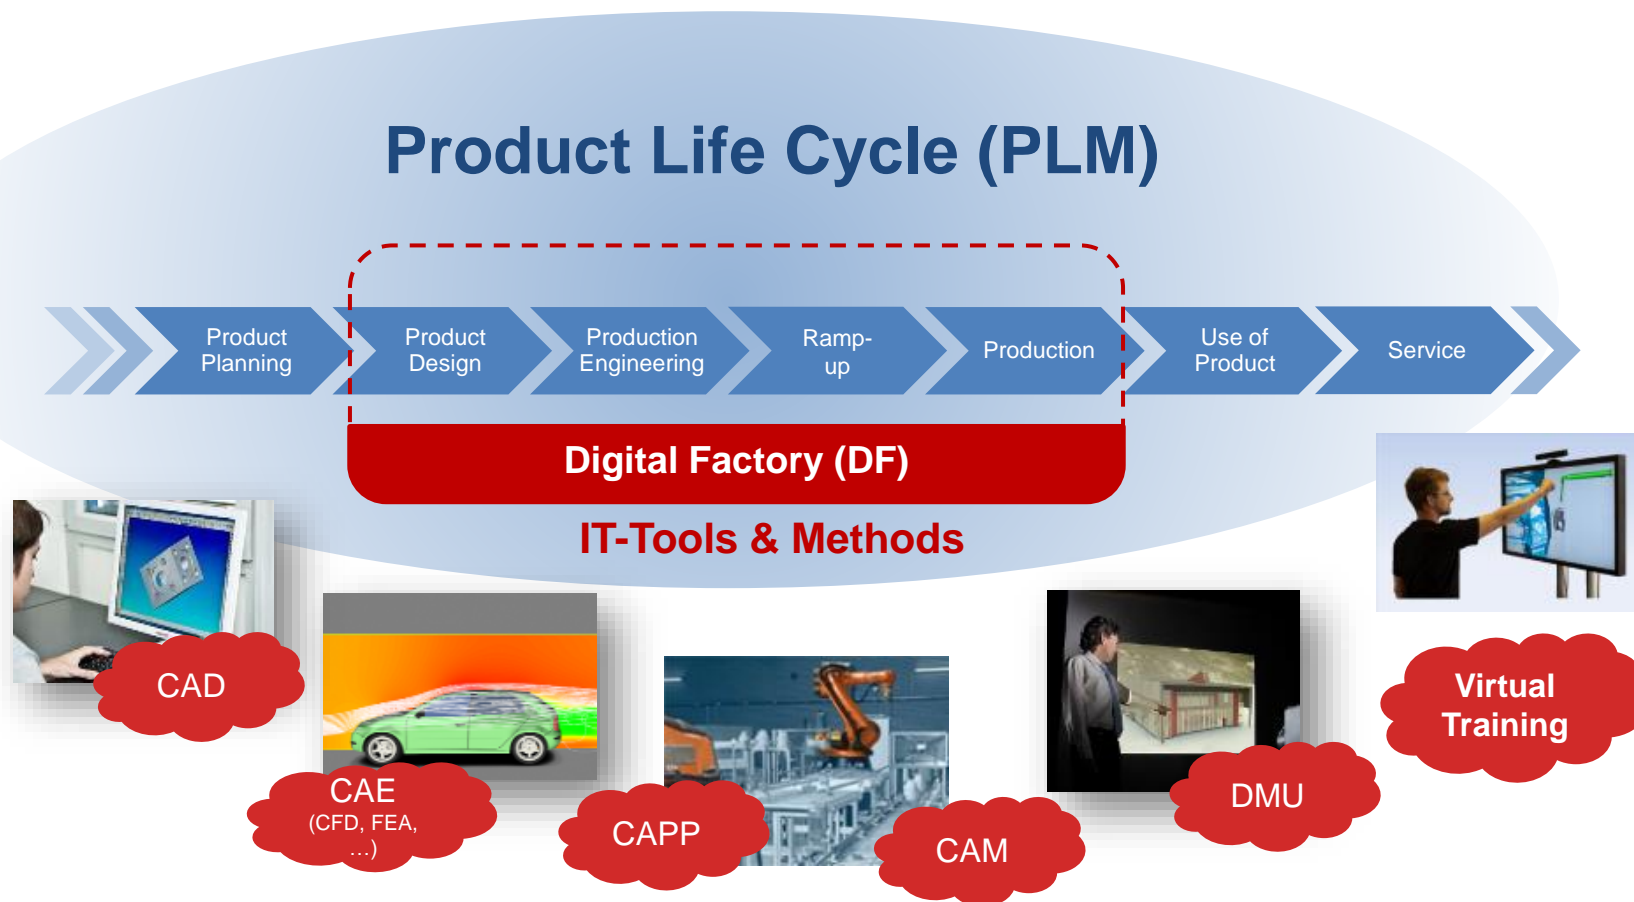 Product Life Cycle (PLM)
Product
Planning
Product
Design
Production
Engineering
Ramp-
up
Production
Use of
Product
Service
Digital Factory (DF)
IT-Tools & Methods
CAD
CAE
(CFD, FEA,
...)
CAPP
CAM
DMU
Virtual
Training